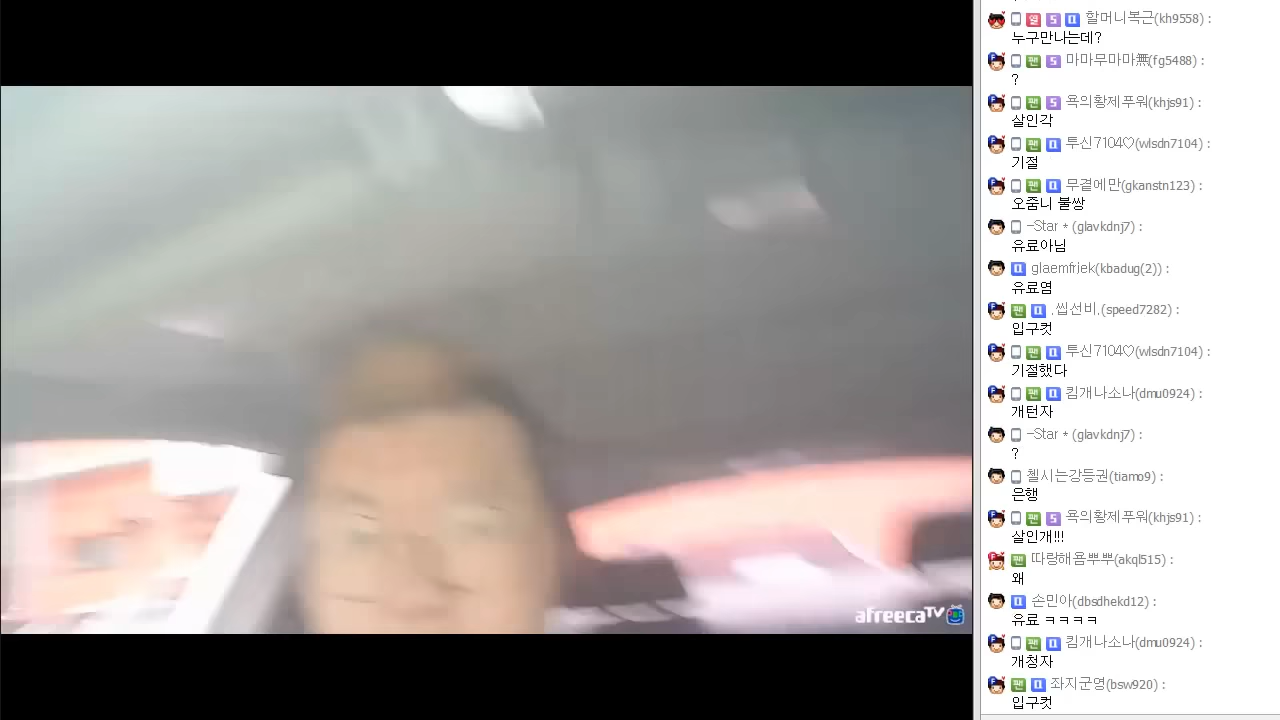 할머니복근(kh9558) :
누구만나는데?
마마무마마無(fg5488) :
?
욕의황제푸워(khjs91) :
살인각
투신7104♡(wlsdn7104) :
기절
무곁에만(gkanstn123) :
오줌니 불쌍
-Star * (glavkdnj7) :
유료아님
glaemfriek(kbadug(2)) :
유료염
.씹선비.(speed7282) :
입구컷
투신7104♡(wlsdn7104) :
기절했다
킴개나소나(dmu0924) :
개턴자
-Star * (glavkdnj7) :
?
첼시는강등권(tiamo9) :
은행
욕의황제푸워(khjs91) :
살인개!!!
따랑해욤뿌뿌(akql515) :
왜
손민아(dbsdhekd12) :
유료 ㅋㅋㅋㅋ
킴개나소나(dmu0924) :
개청자
좌지군영(bsw920) :
입구컷
afreecaTV